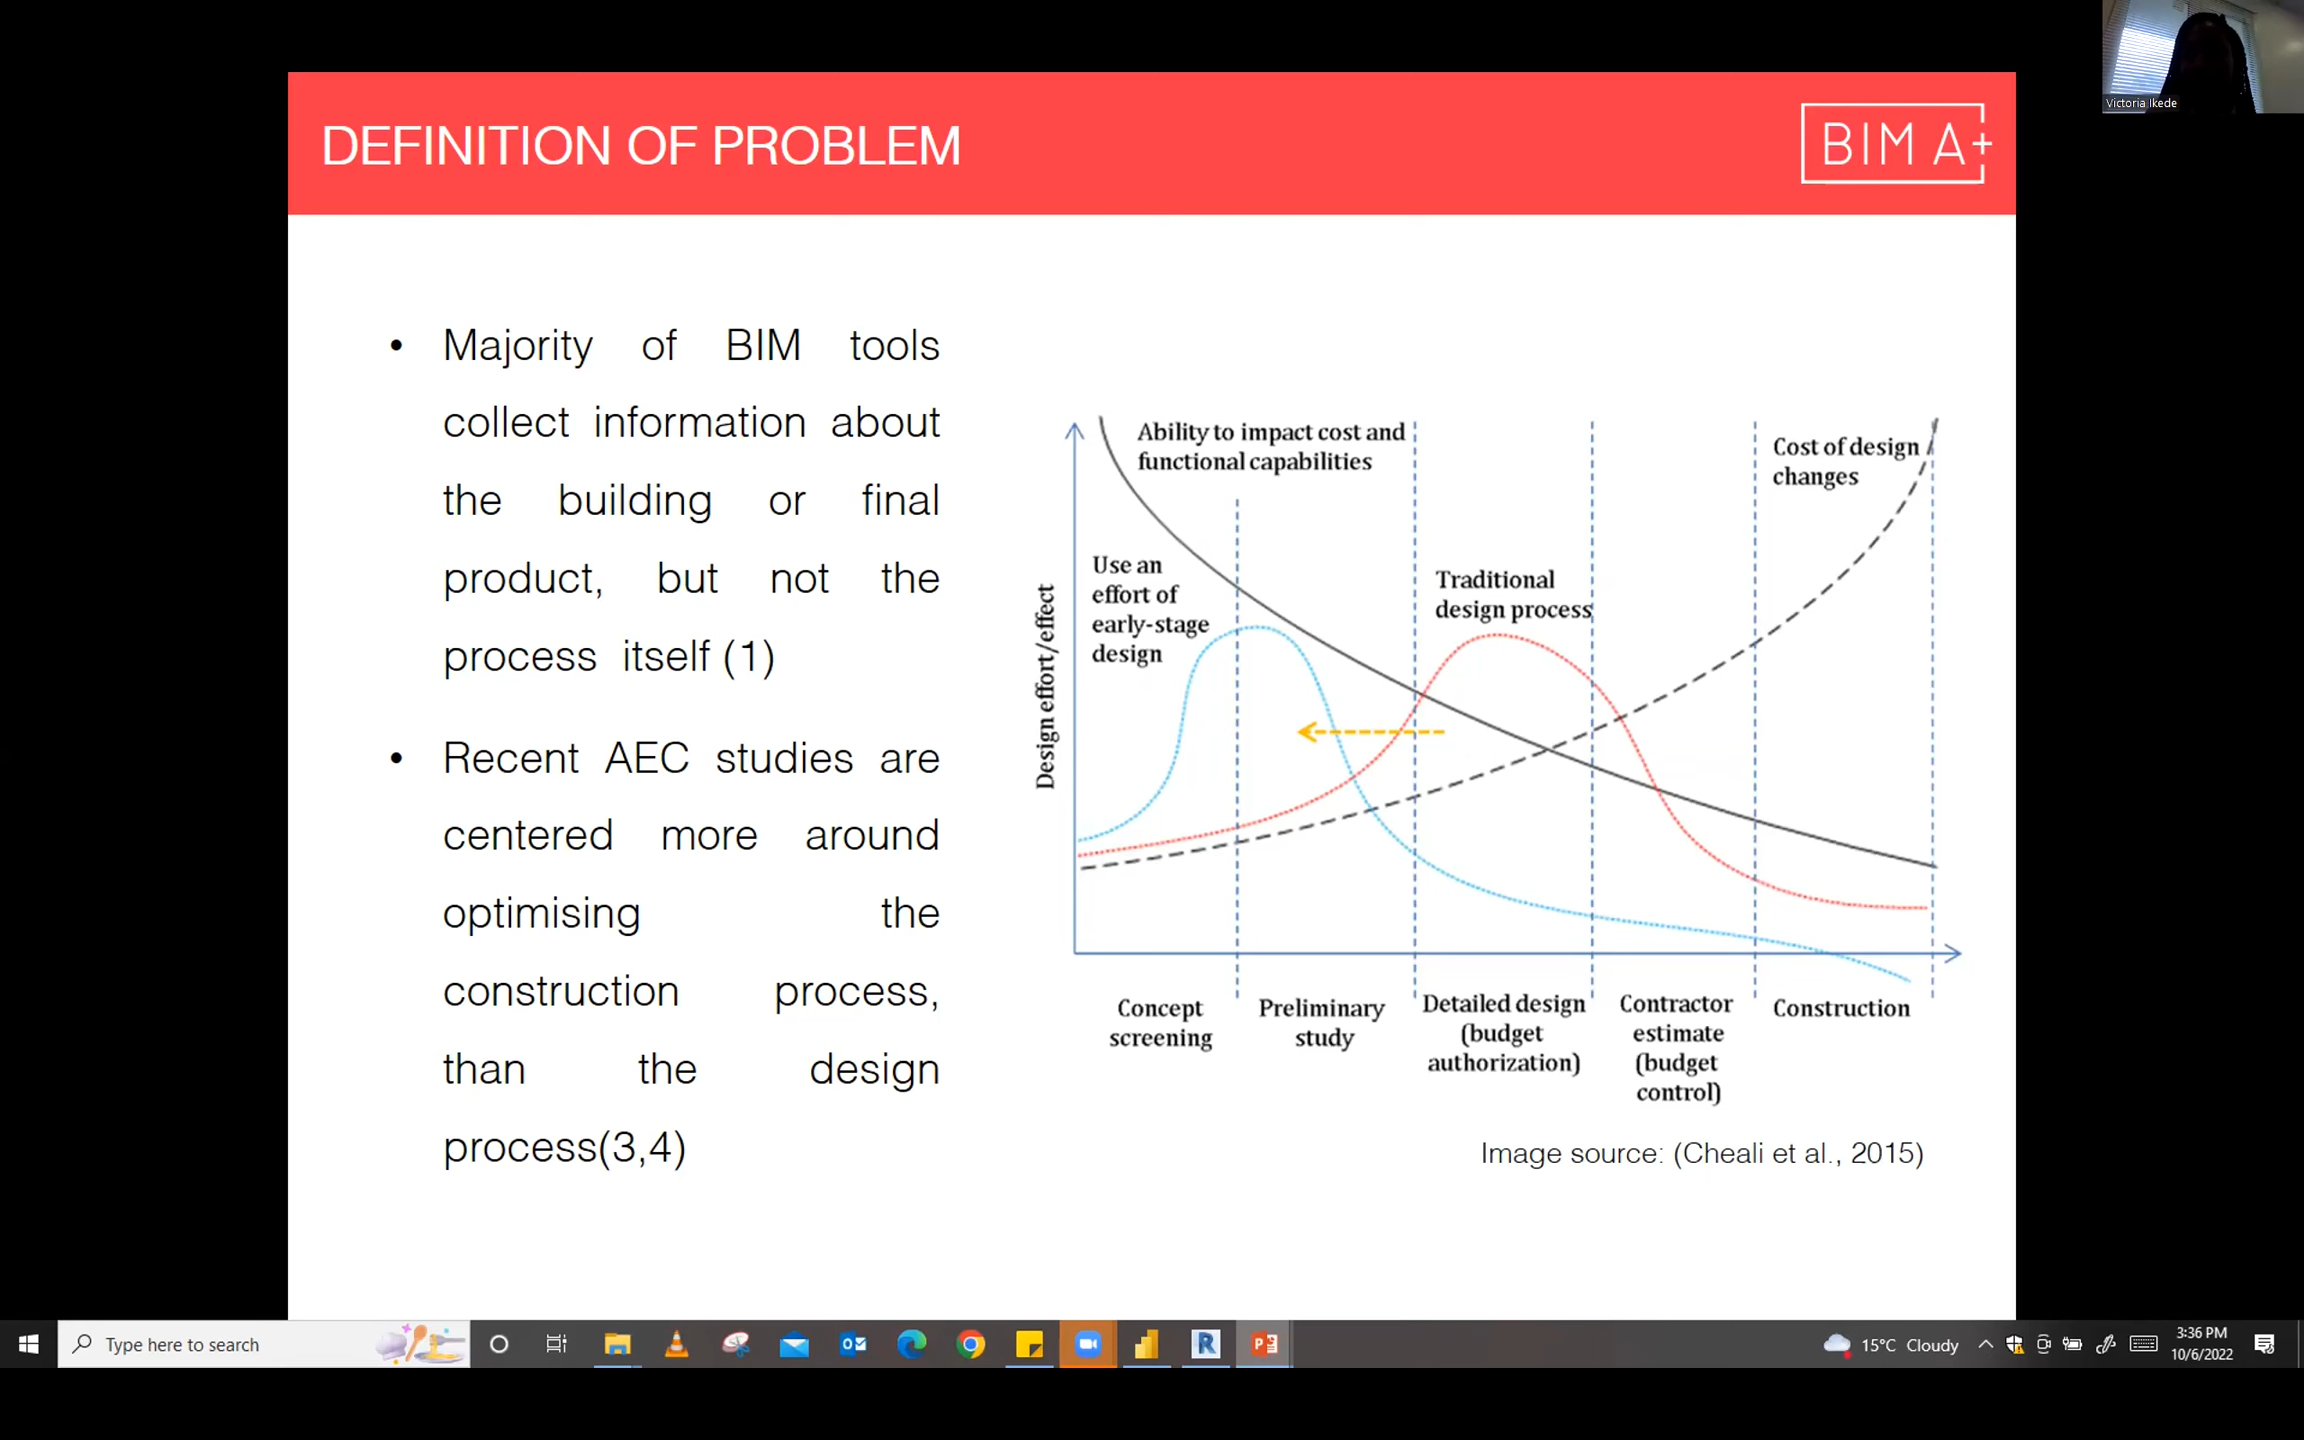 Victoria Ikede
DEFINITION OF PROBLEM
BIM A+
• Majority of BIM tools
collect information about
the building or final
product, but not the
process itself (1)
• Recent AEC studies are
centered more around
optimising the
construction process,
than the design
process(3,4)
Ability to impact cost and
functional capabilities
Cost of design
changes
Use an
effort of
early-stage
design
Traditional
design process
Design effort/effect
Concept
screening
Preliminary
study
Detailed design
(budget
authorization)
Contractor
estimate
(budget
control)
Construction
Image source: (Cheali et al., 2015)
Type here to search
15°C Cloudy
3:36 PM
10/6/2022